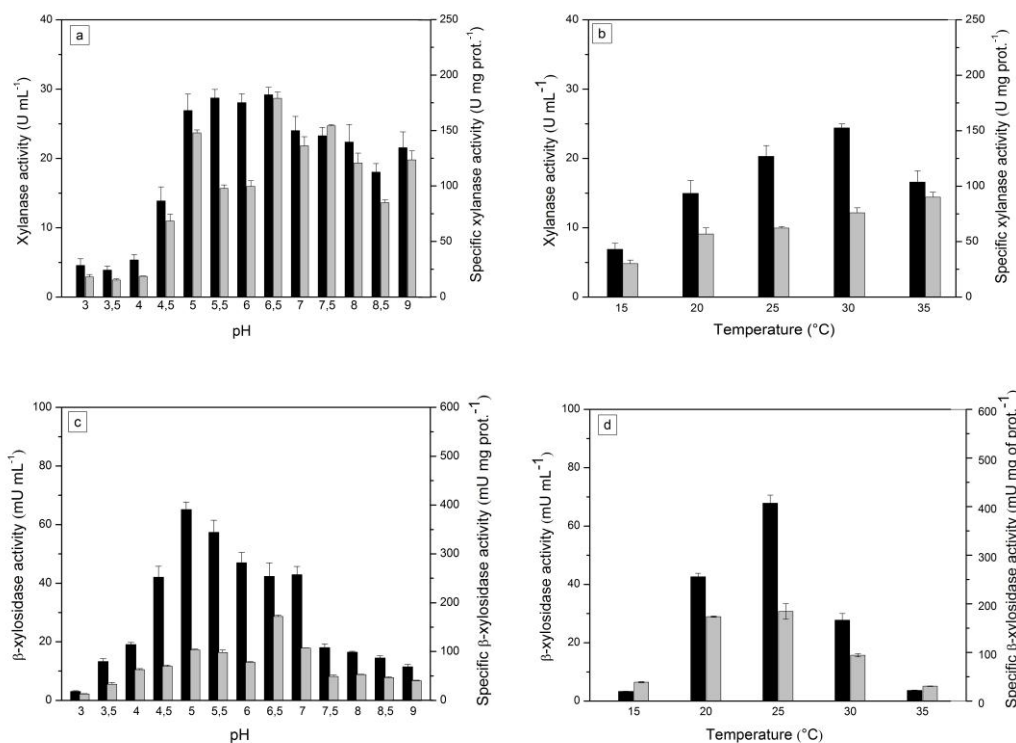 a
40
30
20
10
0
Xylanase activity (U mL⁻¹)
250
200
150
100
50
0
Specific xylanase activity (U mg prot.⁻¹)
3 3,5 4 4,5 5 5,5 6 6,5 7 7,5 8 8,5 9
pH
b
40
30
20
10
0
Xylanase activity (U mL⁻¹)
250
200
150
100
50
0
Specific xylanase activity (U mg prot.⁻¹)
15 20 25 30 35
Temperature (°C)
c
100
80
60
40
20
0
β-xylosidase activity (mU mL⁻¹)
600
500
400
300
200
100
0
Specific β-xylosidase activity (mU mg prot.⁻¹)
3 3,5 4 4,5 5 5,5 6 6,5 7 7,5 8 8,5 9
pH
d
100
80
60
40
20
0
β-xylosidase activity (mU mL⁻¹)
600
500
400
300
200
100
0
Specific β-xylosidase activity (mU mg of prot.⁻¹)
15 20 25 30 35
Temperature (°C)